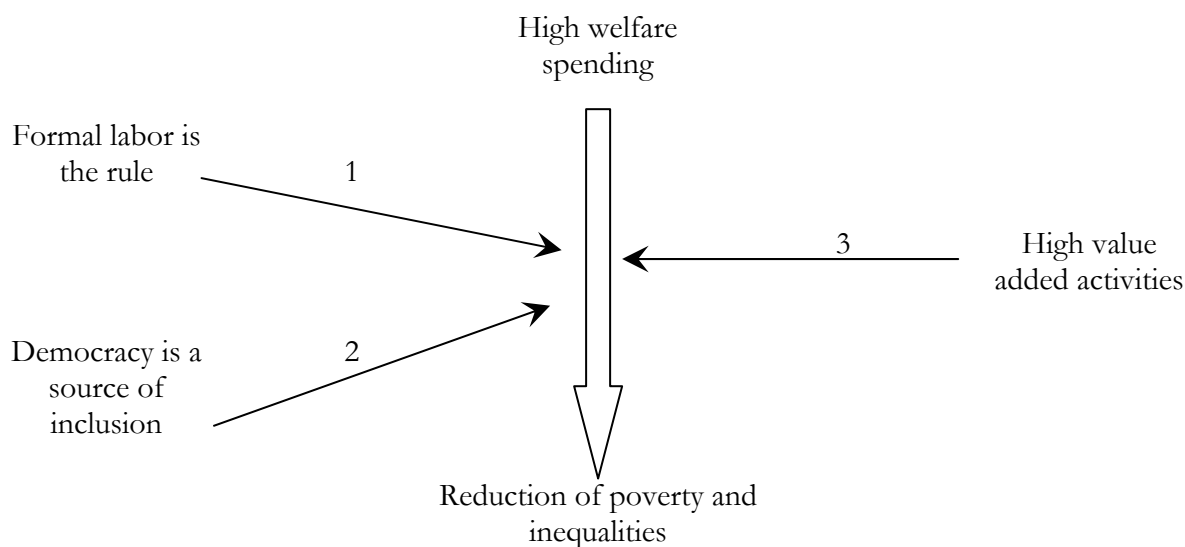 High welfare
spending
Formal labor is
the rule
1
3
High value
added activities
Democracy is a
source of
inclusion
2
Reduction of poverty and
inequalities